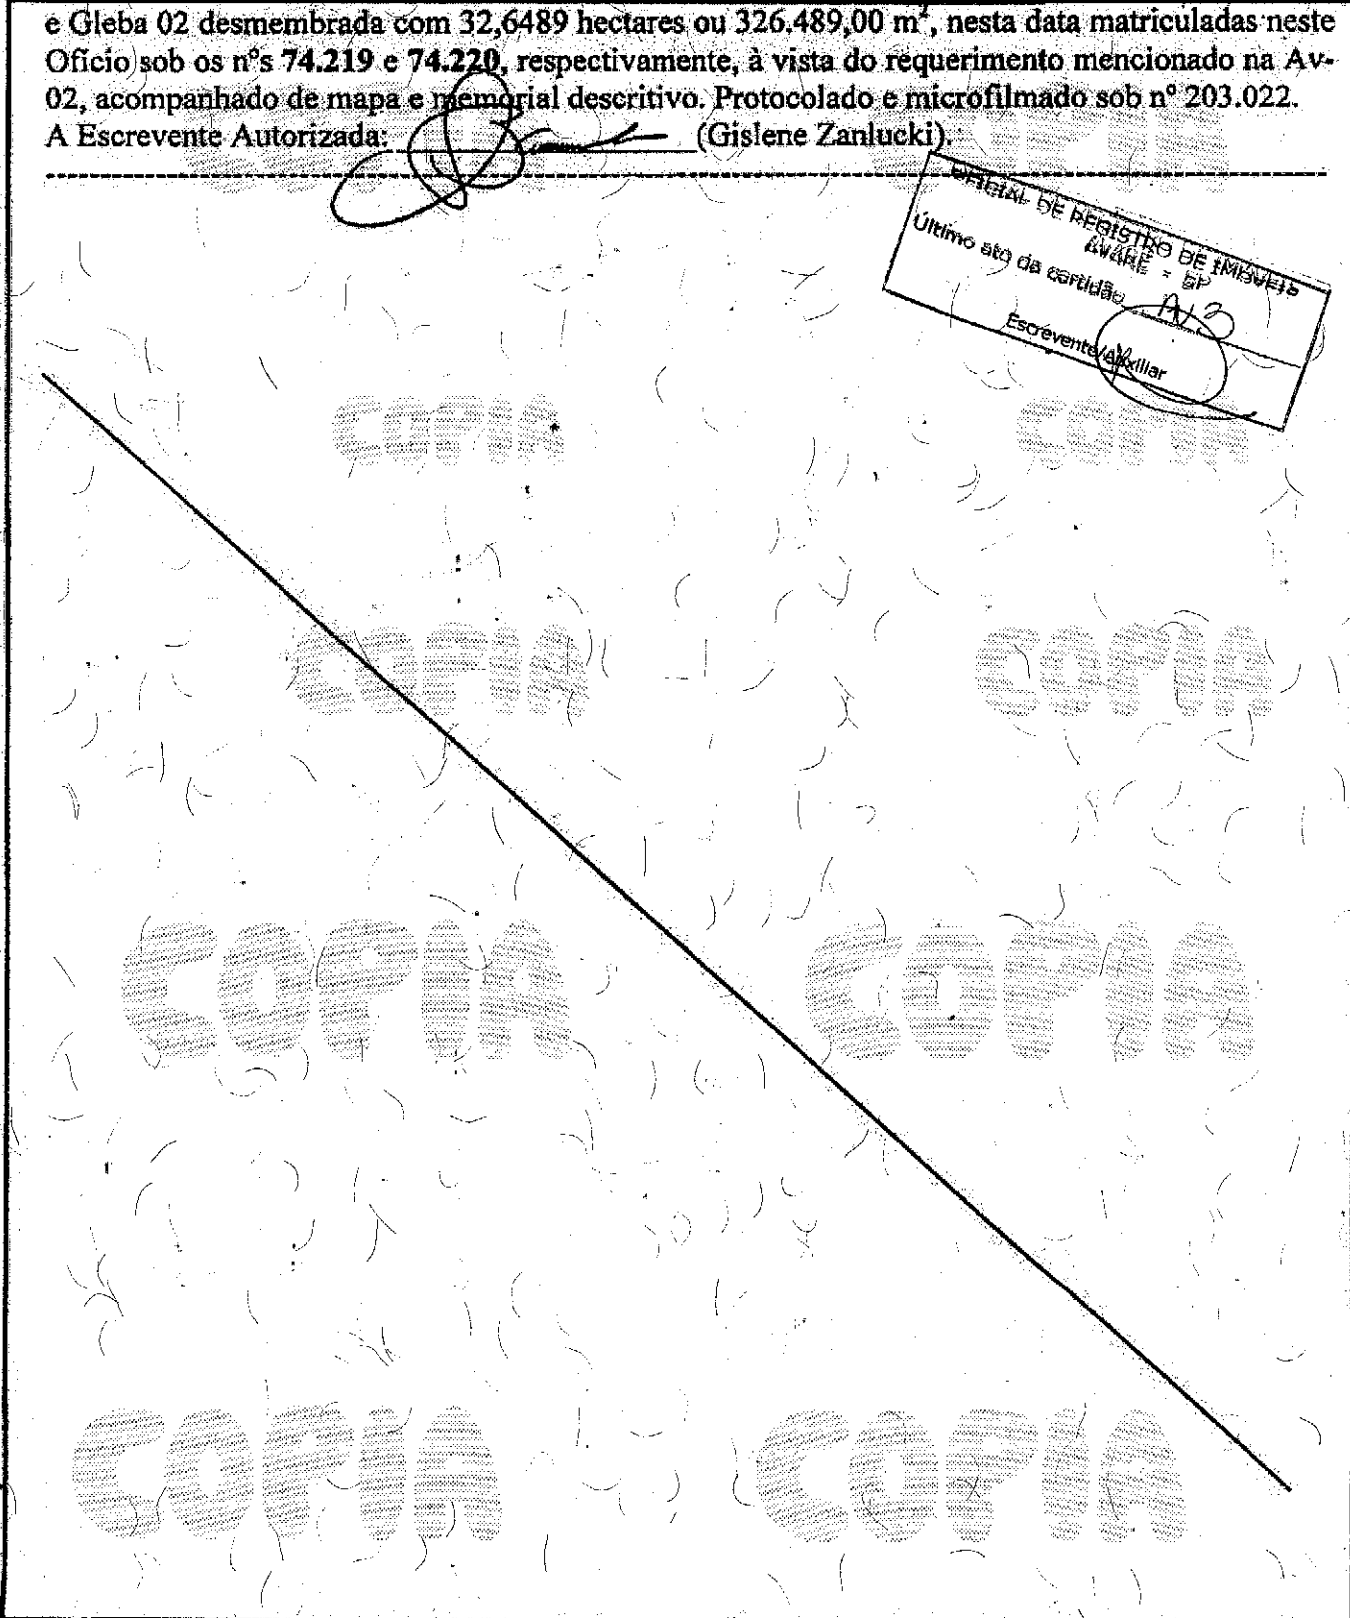 e Gleba 02 desmembrada com 32,6489 hectares ou 326.489,00 m², nesta data matriculadas neste
Ofício sob os nºs 74.219 e 74.220, respectivamente, à vista do requerimento mencionado na Av-
02, acompanhado de mapa e memorial descritivo. Protocolado e microfilmado sob nº 203.022.
A Escrevente Autorizada: (Gislene Zanlucki).
OFICIAL DE REGISTRO DE IMÓVEIS
AVARÉ - SP
Último ato da certidão AV3
Escrevente/Auxiliar
COPIA COPIA
COPIA COPIA
COPIA COPIA
COPIA COPIA